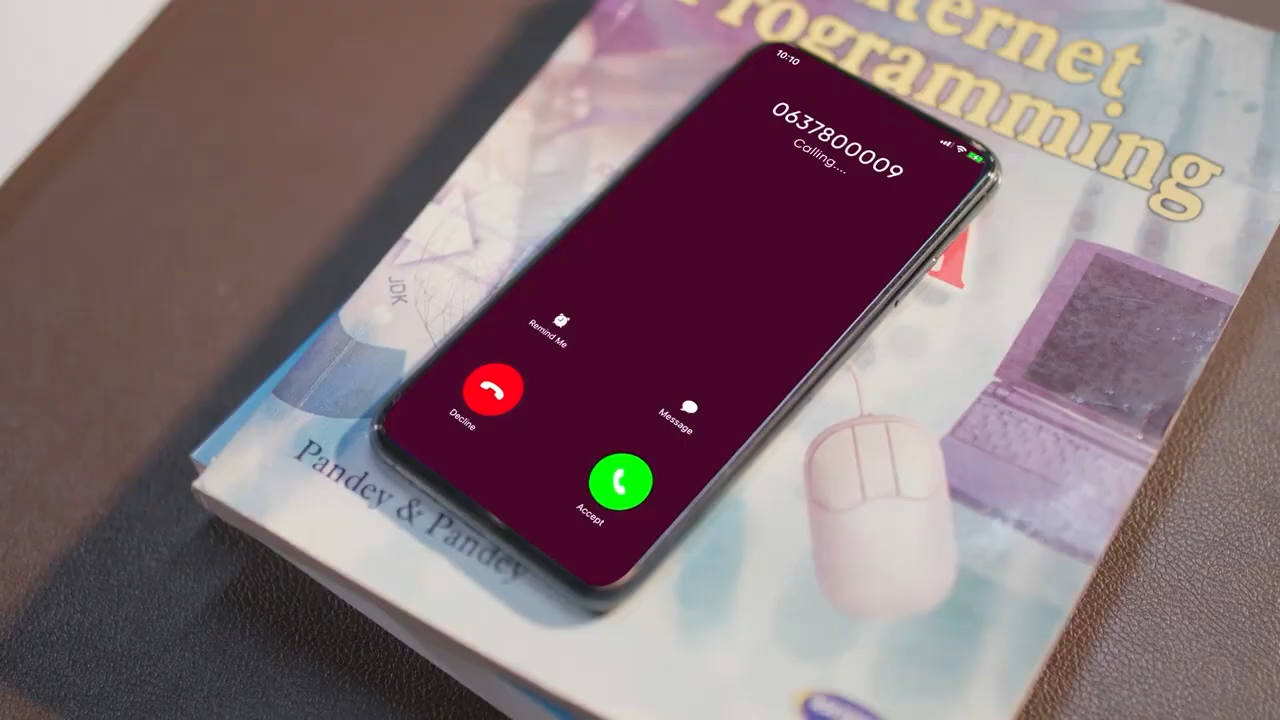 Internet
Programming
10:10
0637800009
Calling....
JDK
Remind Me
Message
Decline
Accept
Pandey & Pandey